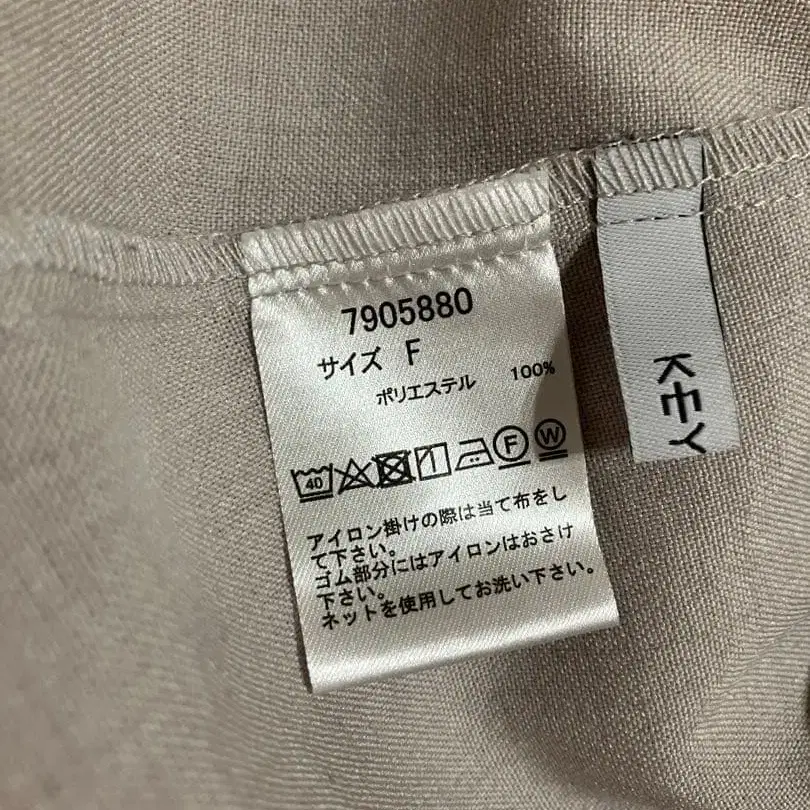 7905880
サイズ F
ポリエステル 100%
40 F W
アイロン掛けの際は当て布をし
て下さい。
ゴム部分にはアイロンはおさけ
下さい。
ネットを使用してお洗い下さい。
KEY